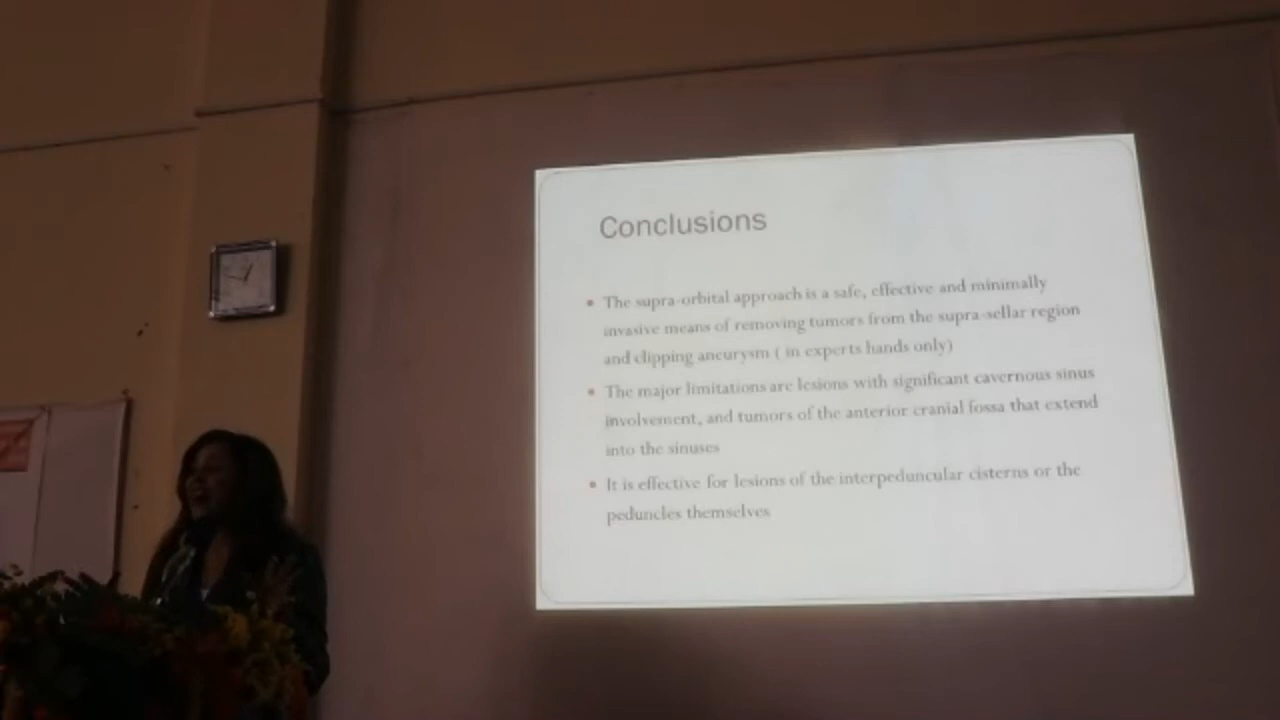 Conclusions
• The supra-orbital approach is a safe, effective and minimally
invasive means of removing tumors from the supra-sellar region
and clipping aneurysm ( in experts hands only)
• The major limitations are lesions with significant cavernous sinus
involvement, and tumors of the anterior cranial fossa that extend
into the sinuses
• It is effective for lesions of the interpeduncular cisterns or the
peduncles themselves